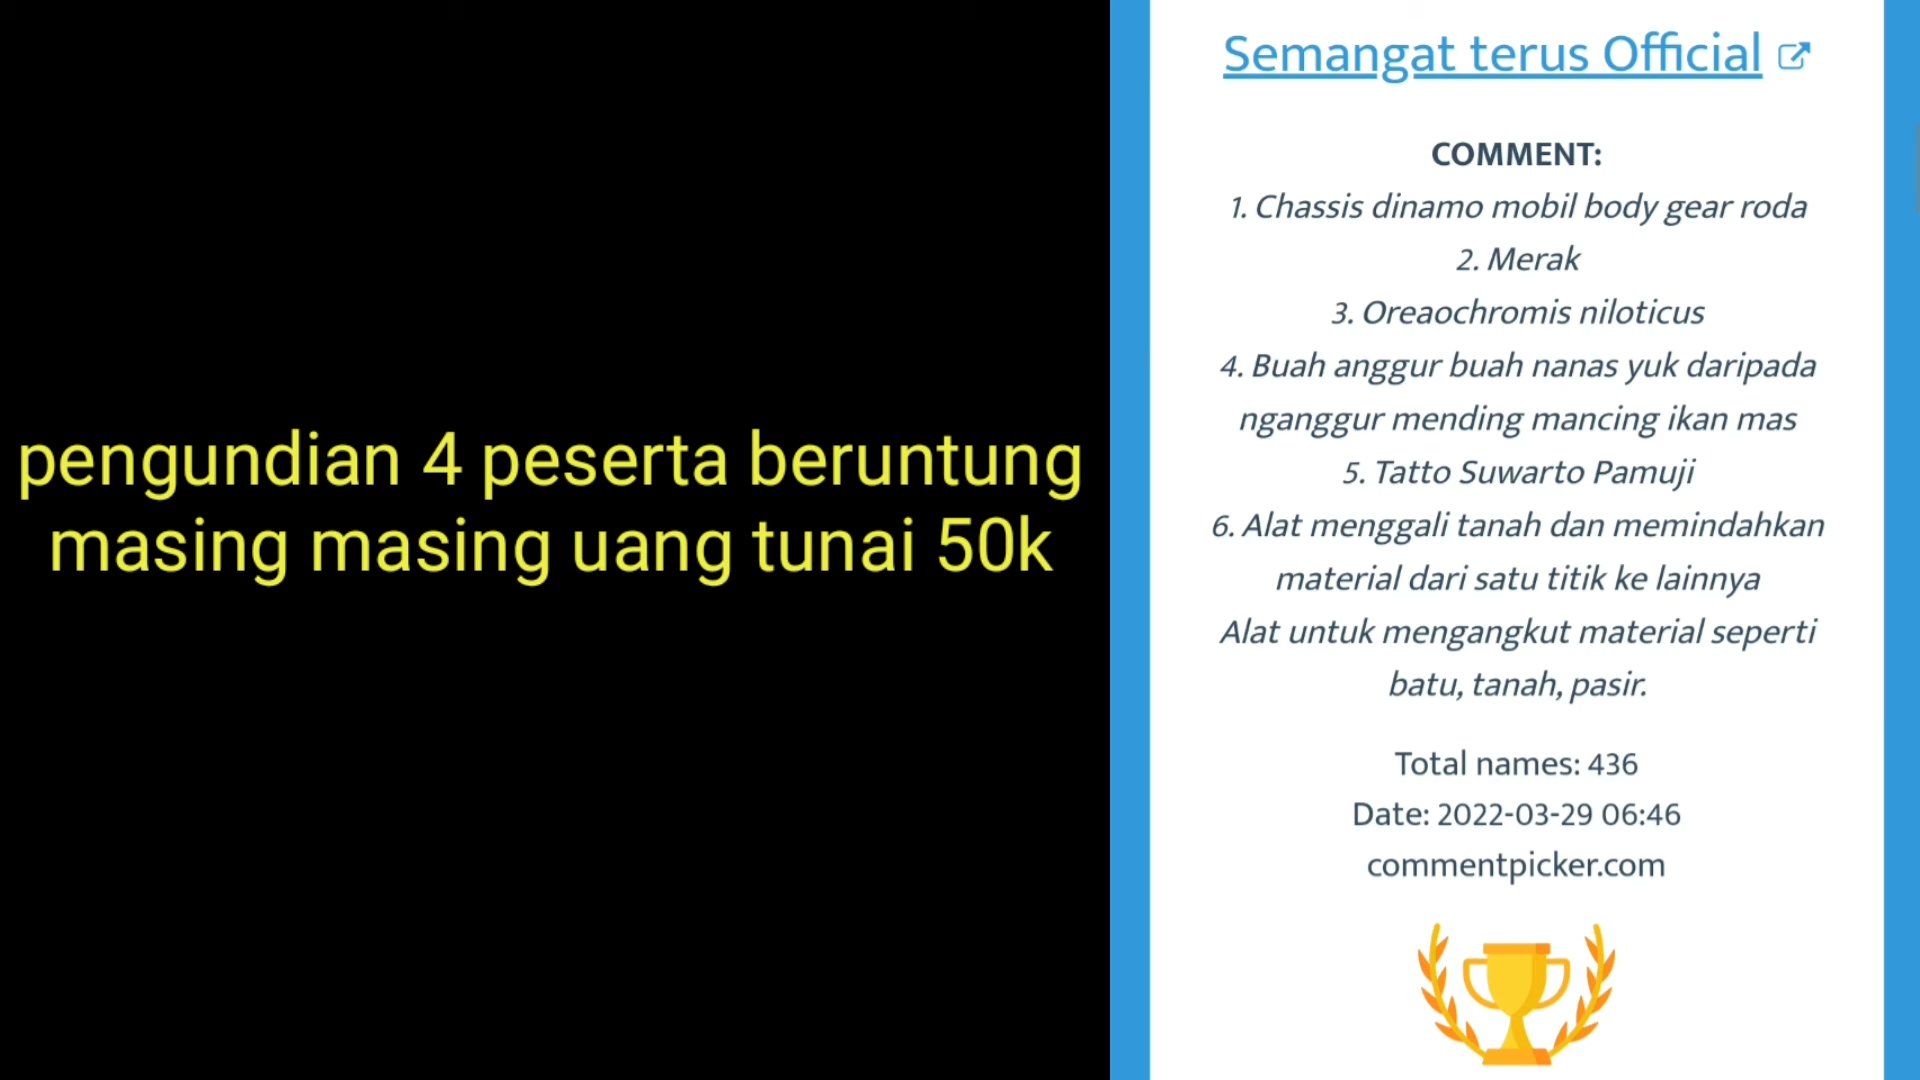 pengundian 4 peserta beruntung
masing masing uang tunai 50k
Semangat terus Official
COMMENT:
1. Chassis dinamo mobil body gear roda
2. Merak
3. Oreaochromis niloticus
4. Buah anggur buah nanas yuk daripada
nganggur mending mancing ikan mas
5. Tatto Suwarto Pamuji
6. Alat menggali tanah dan memindahkan
material dari satu titik ke lainnya
Alat untuk mengangkut material seperti
batu, tanah, pasir.
Total names: 436
Date: 2022-03-29 06:46
commentpicker.com